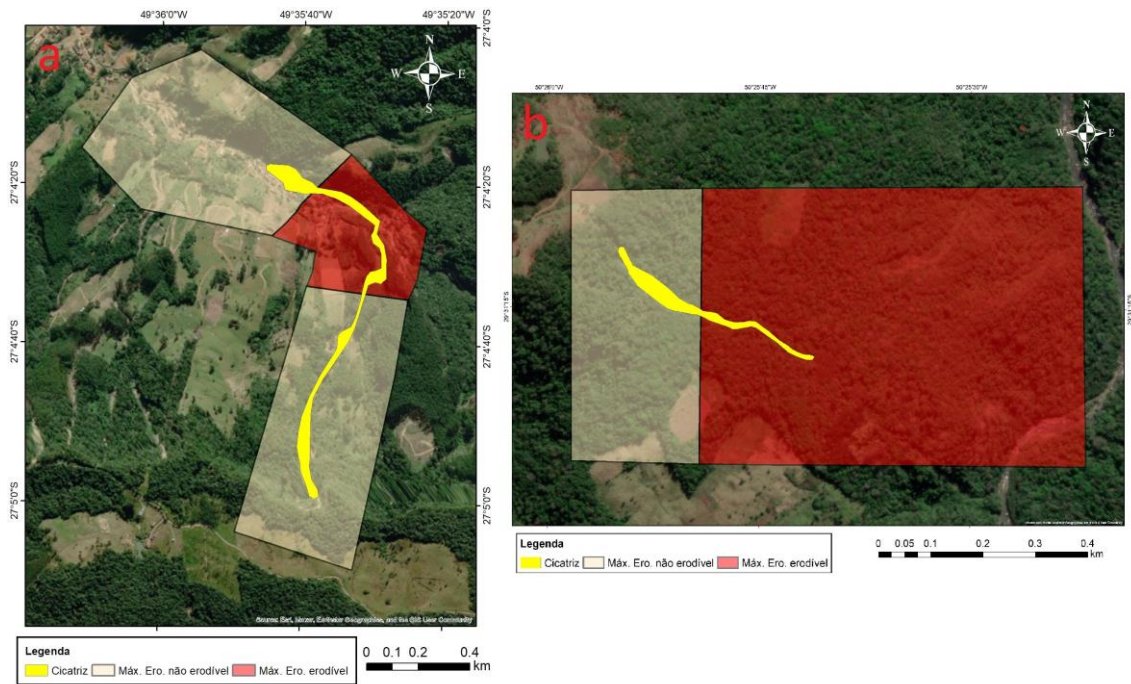 a
49°36'0"W 49°35'40"W 49°35'20"W
27°4'0"S
N
W E
S
27°4'20"S 27°4'20"S
27°4'40"S 27°4'40"S
27°5'0"S 27°5'0"S
Source: Esri, Maxar, Earthstar Geographics, and the GIS User Community
Legenda
Cicatriz Máx. Ero. não erodível Máx. Ero. erodível
0 0.1 0.2 0.4
km
b
50°25'45"W 50°25'30"W
N
W E
S
Legenda
Cicatriz Máx. Ero. não erodível Máx. Ero. erodível
0 0.05 0.1 0.2 0.3 0.4
km